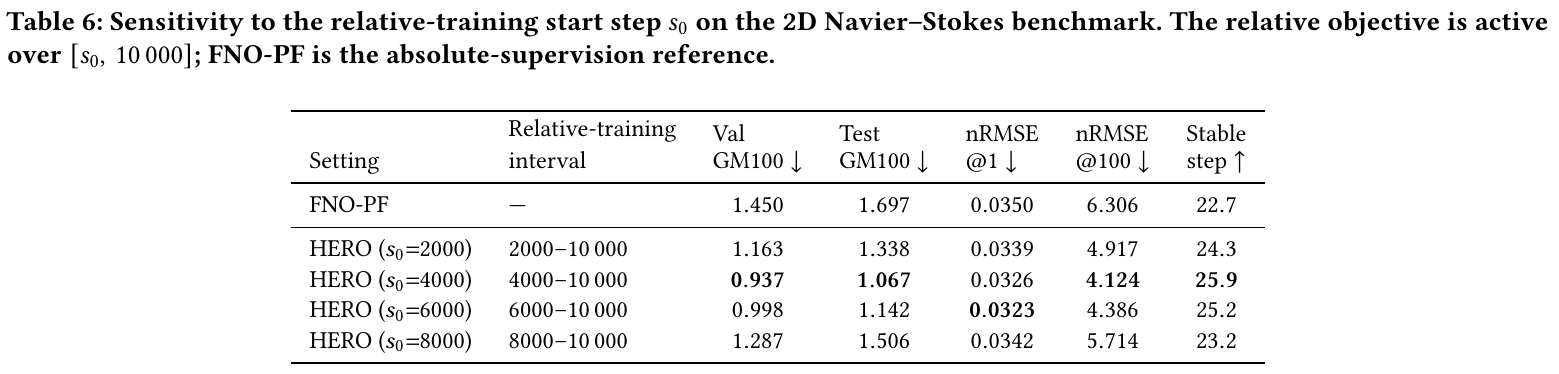 Table 6: Sensitivity to the relative-training start step s₀ on the 2D Navier–Stokes benchmark. The relative objective is active
over [s₀, 10 000]; FNO-PF is the absolute-supervision reference.
Setting Relative-training interval Val GM100 ↓ Test GM100 ↓ nRMSE @1 ↓ nRMSE @100 ↓ Stable step ↑
FNO-PF — 1.450 1.697 0.0350 6.306 22.7
HERO (s₀=2000) 2000–10 000 1.163 1.338 0.0339 4.917 24.3
HERO (s₀=4000) 4000–10 000 0.937 1.067 0.0326 4.124 25.9
HERO (s₀=6000) 6000–10 000 0.998 1.142 0.0323 4.386 25.2
HERO (s₀=8000) 8000–10 000 1.287 1.506 0.0342 5.714 23.2